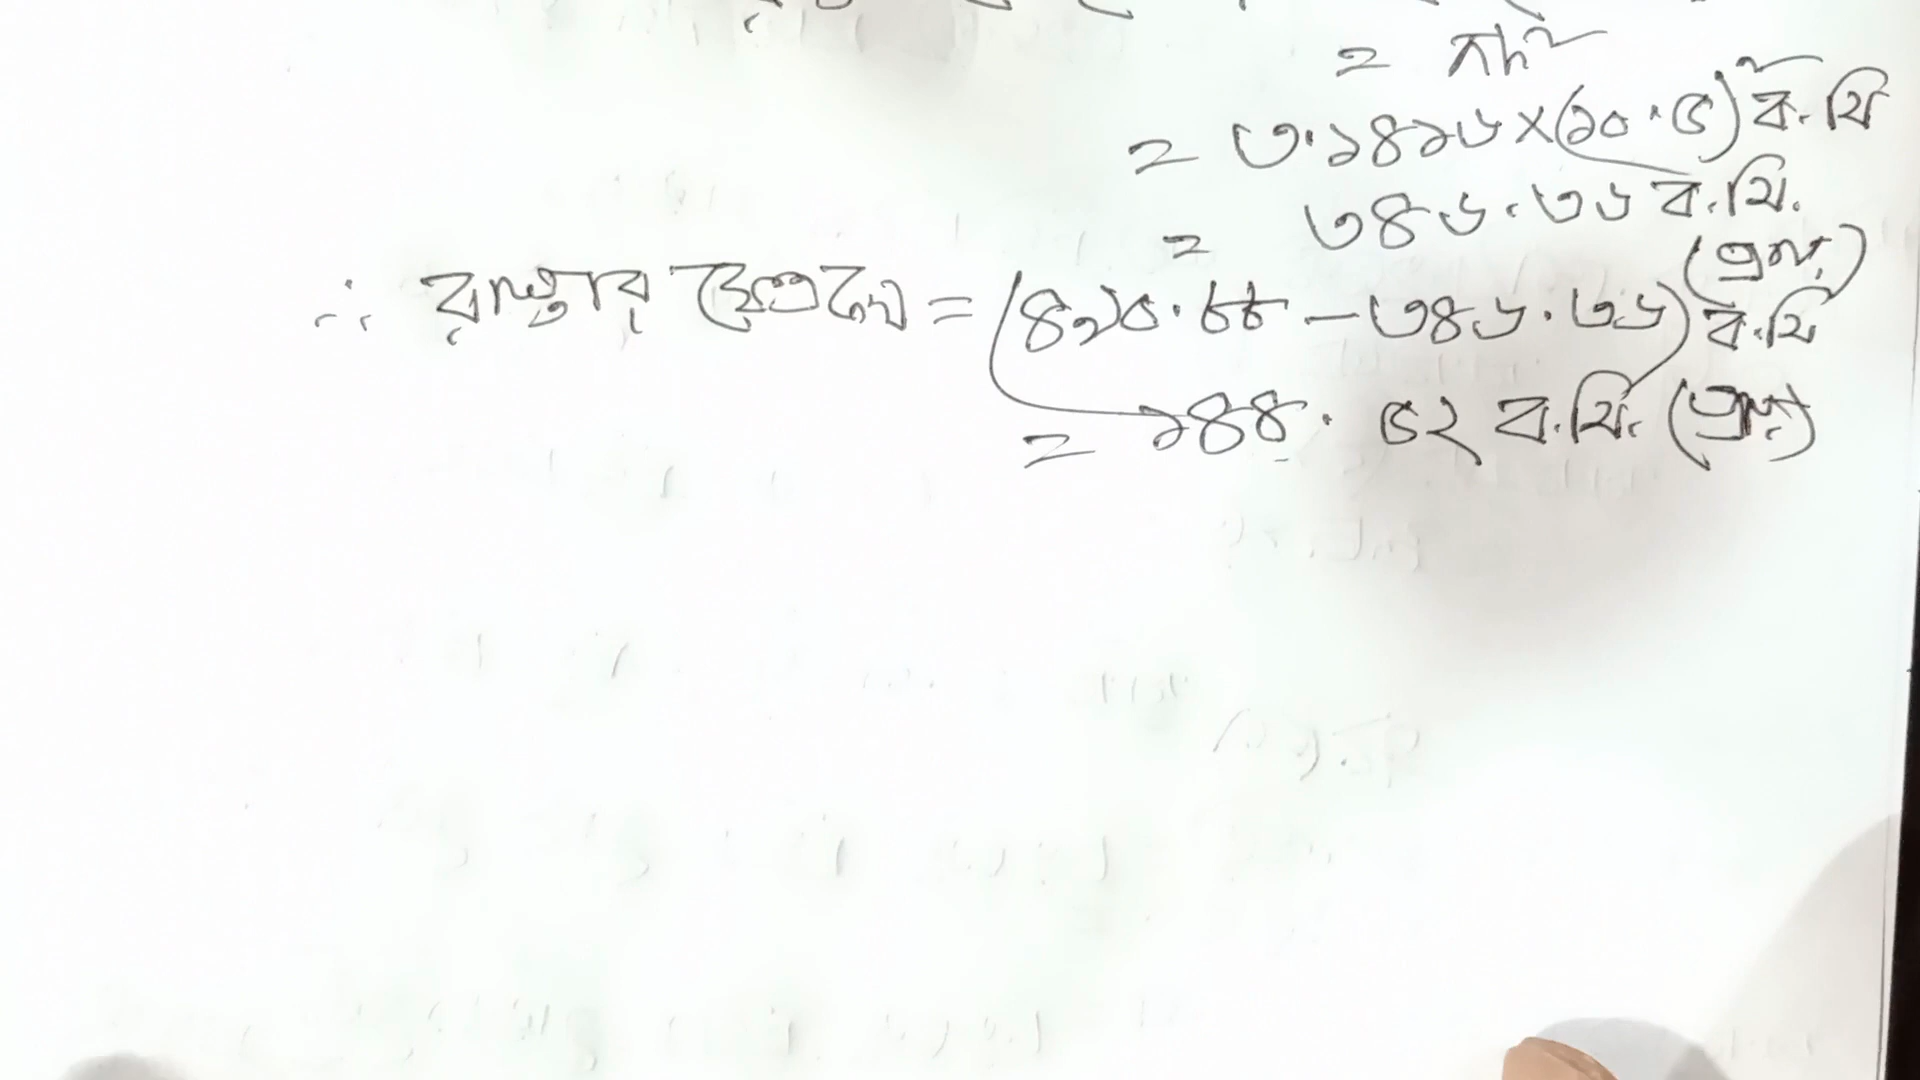 = πr²
= ৩.১৪১৬×(১০.৫)² ব.মি
= ৩৪৬.৩৬ ব.মি.
(প্রায়)
∴ রাস্তার ক্ষেত্রফল = (৪৯০.৮৮ – ৩৪৬.৩৬) ব.মি
= ১৪৪.৫২ ব.মি. (প্রায়)